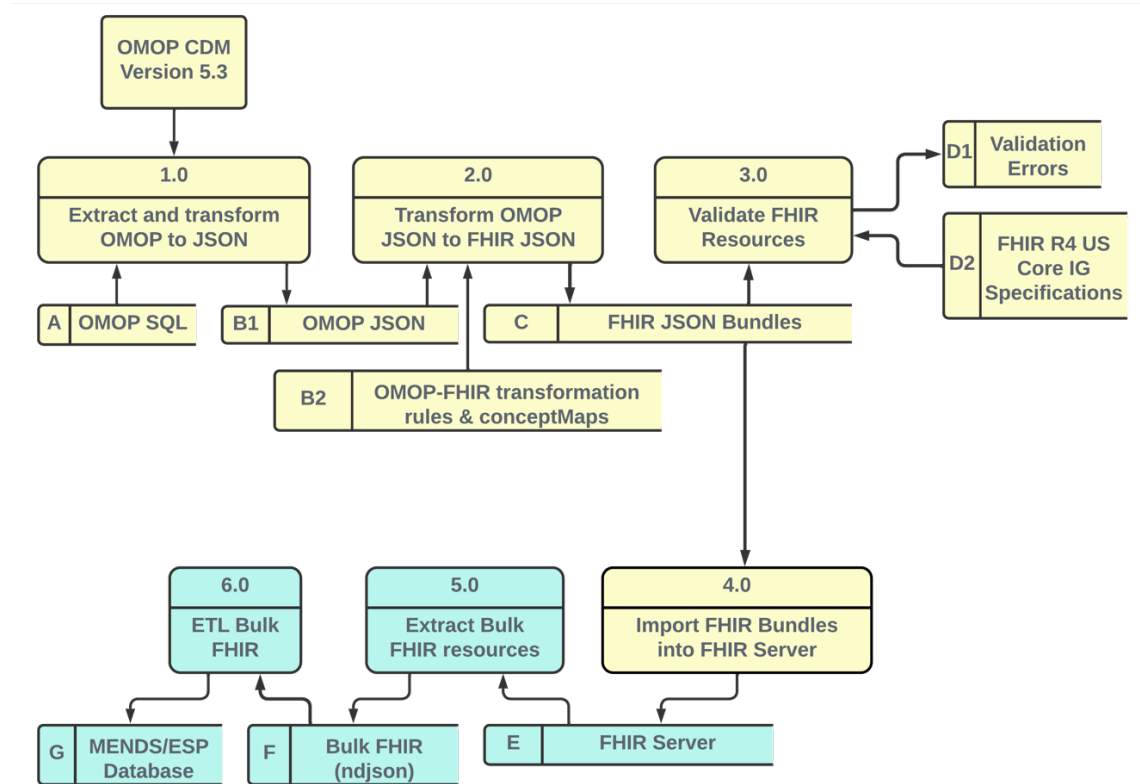 OMOP CDM
Version 5.3
1.0
Extract and transform
OMOP to JSON
2.0
Transform OMOP
JSON to FHIR JSON
3.0
Validate FHIR
Resources
D1
Validation
Errors
D2
FHIR R4 US
Core IG
Specifications
A
OMOP SQL
B1
OMOP JSON
C
FHIR JSON Bundles
B2
OMOP-FHIR transformation
rules & conceptMaps
6.0
ETL Bulk
FHIR
5.0
Extract Bulk
FHIR resources
4.0
Import FHIR Bundles
into FHIR Server
G
MENDS/ESP
Database
F
Bulk FHIR
(ndjson)
E
FHIR Server